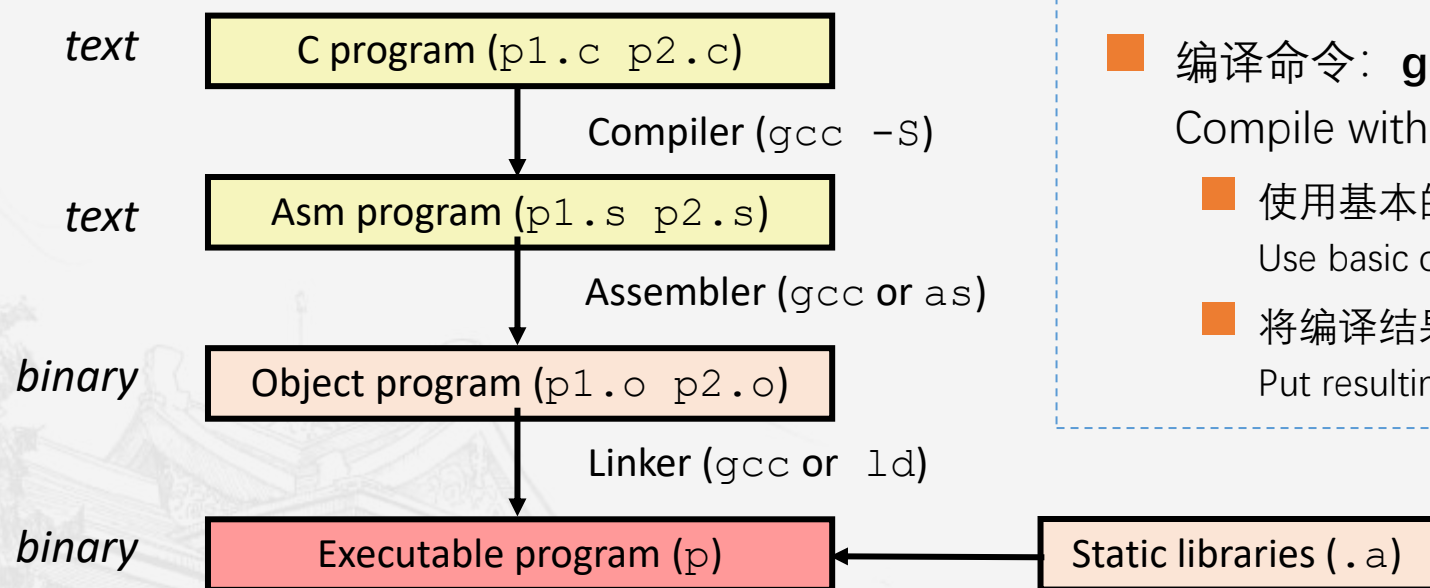 text
C program (p1.c p2.c)
Compiler (gcc -S)
text
Asm program (p1.s p2.s)
Assembler (gcc or as)
binary
Object program (p1.o p2.o)
Linker (gcc or ld)
binary
Executable program (p)
Static libraries (.a)
编译命令：g
Compile with
使用基本的
Use basic
将编译结果
Put